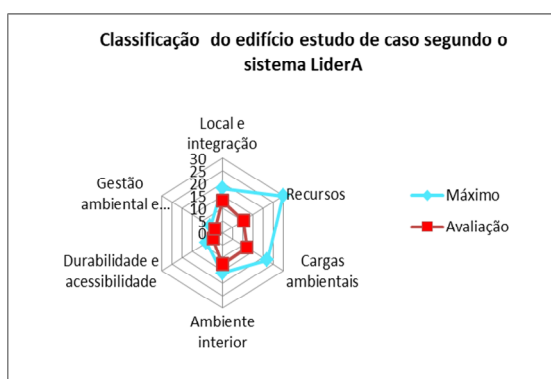 Classificação do edifício estudo de caso segundo o
sistema LiderA
Local e
integração
30
25
20
15
10
5
0
Recursos
Cargas
ambientais
Ambiente
interior
Durabilidade e
acessibilidade
Gestão
ambiental e...
Máximo
Avaliação